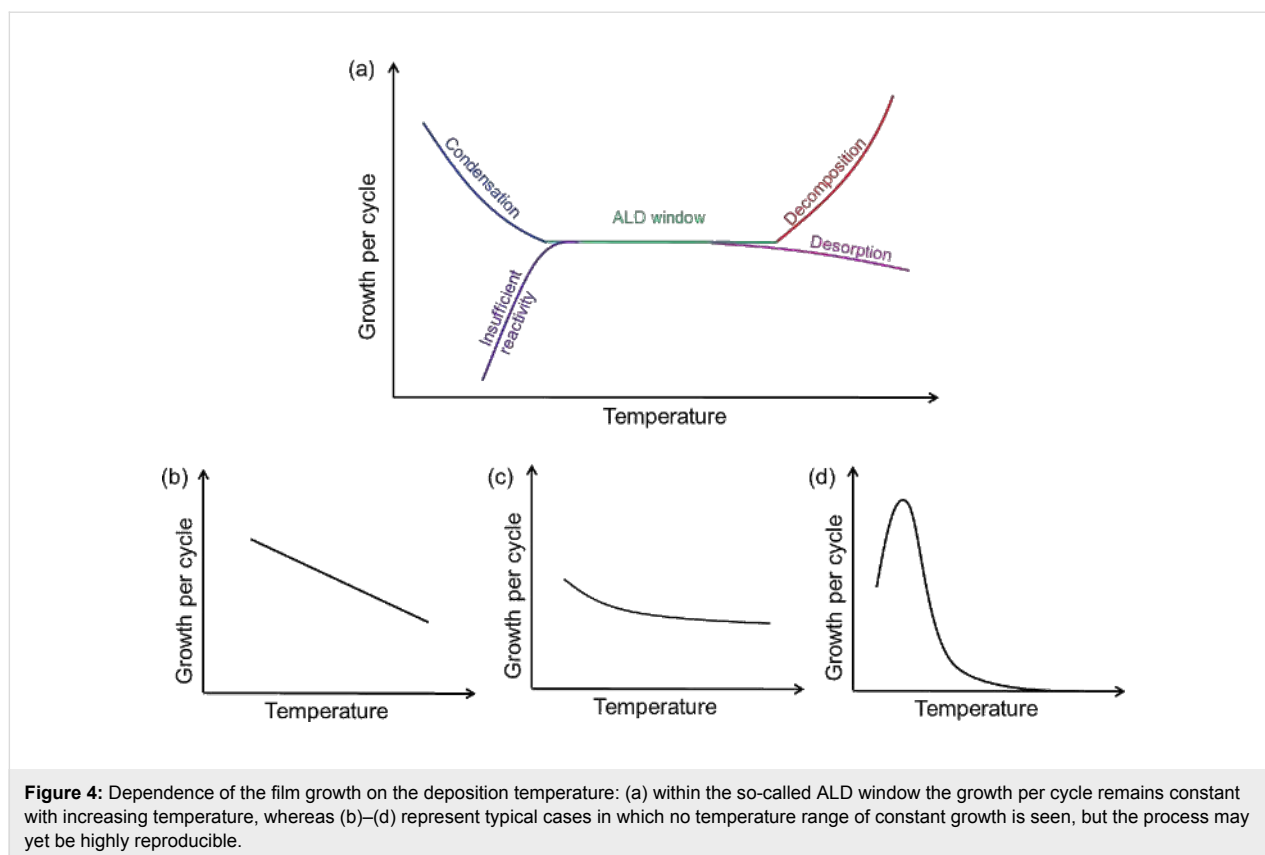 (a)
Growth per cycle
Condensation
Insufficient
reactivity
ALD window
Decomposition
Desorption
Temperature
(b)
Growth per cycle
Temperature
(c)
Growth per cycle
Temperature
(d)
Growth per cycle
Temperature
Figure 4: Dependence of the film growth on the deposition temperature: (a) within the so-called ALD window the growth per cycle remains constant
with increasing temperature, whereas (b)–(d) represent typical cases in which no temperature range of constant growth is seen, but the process may
yet be highly reproducible.